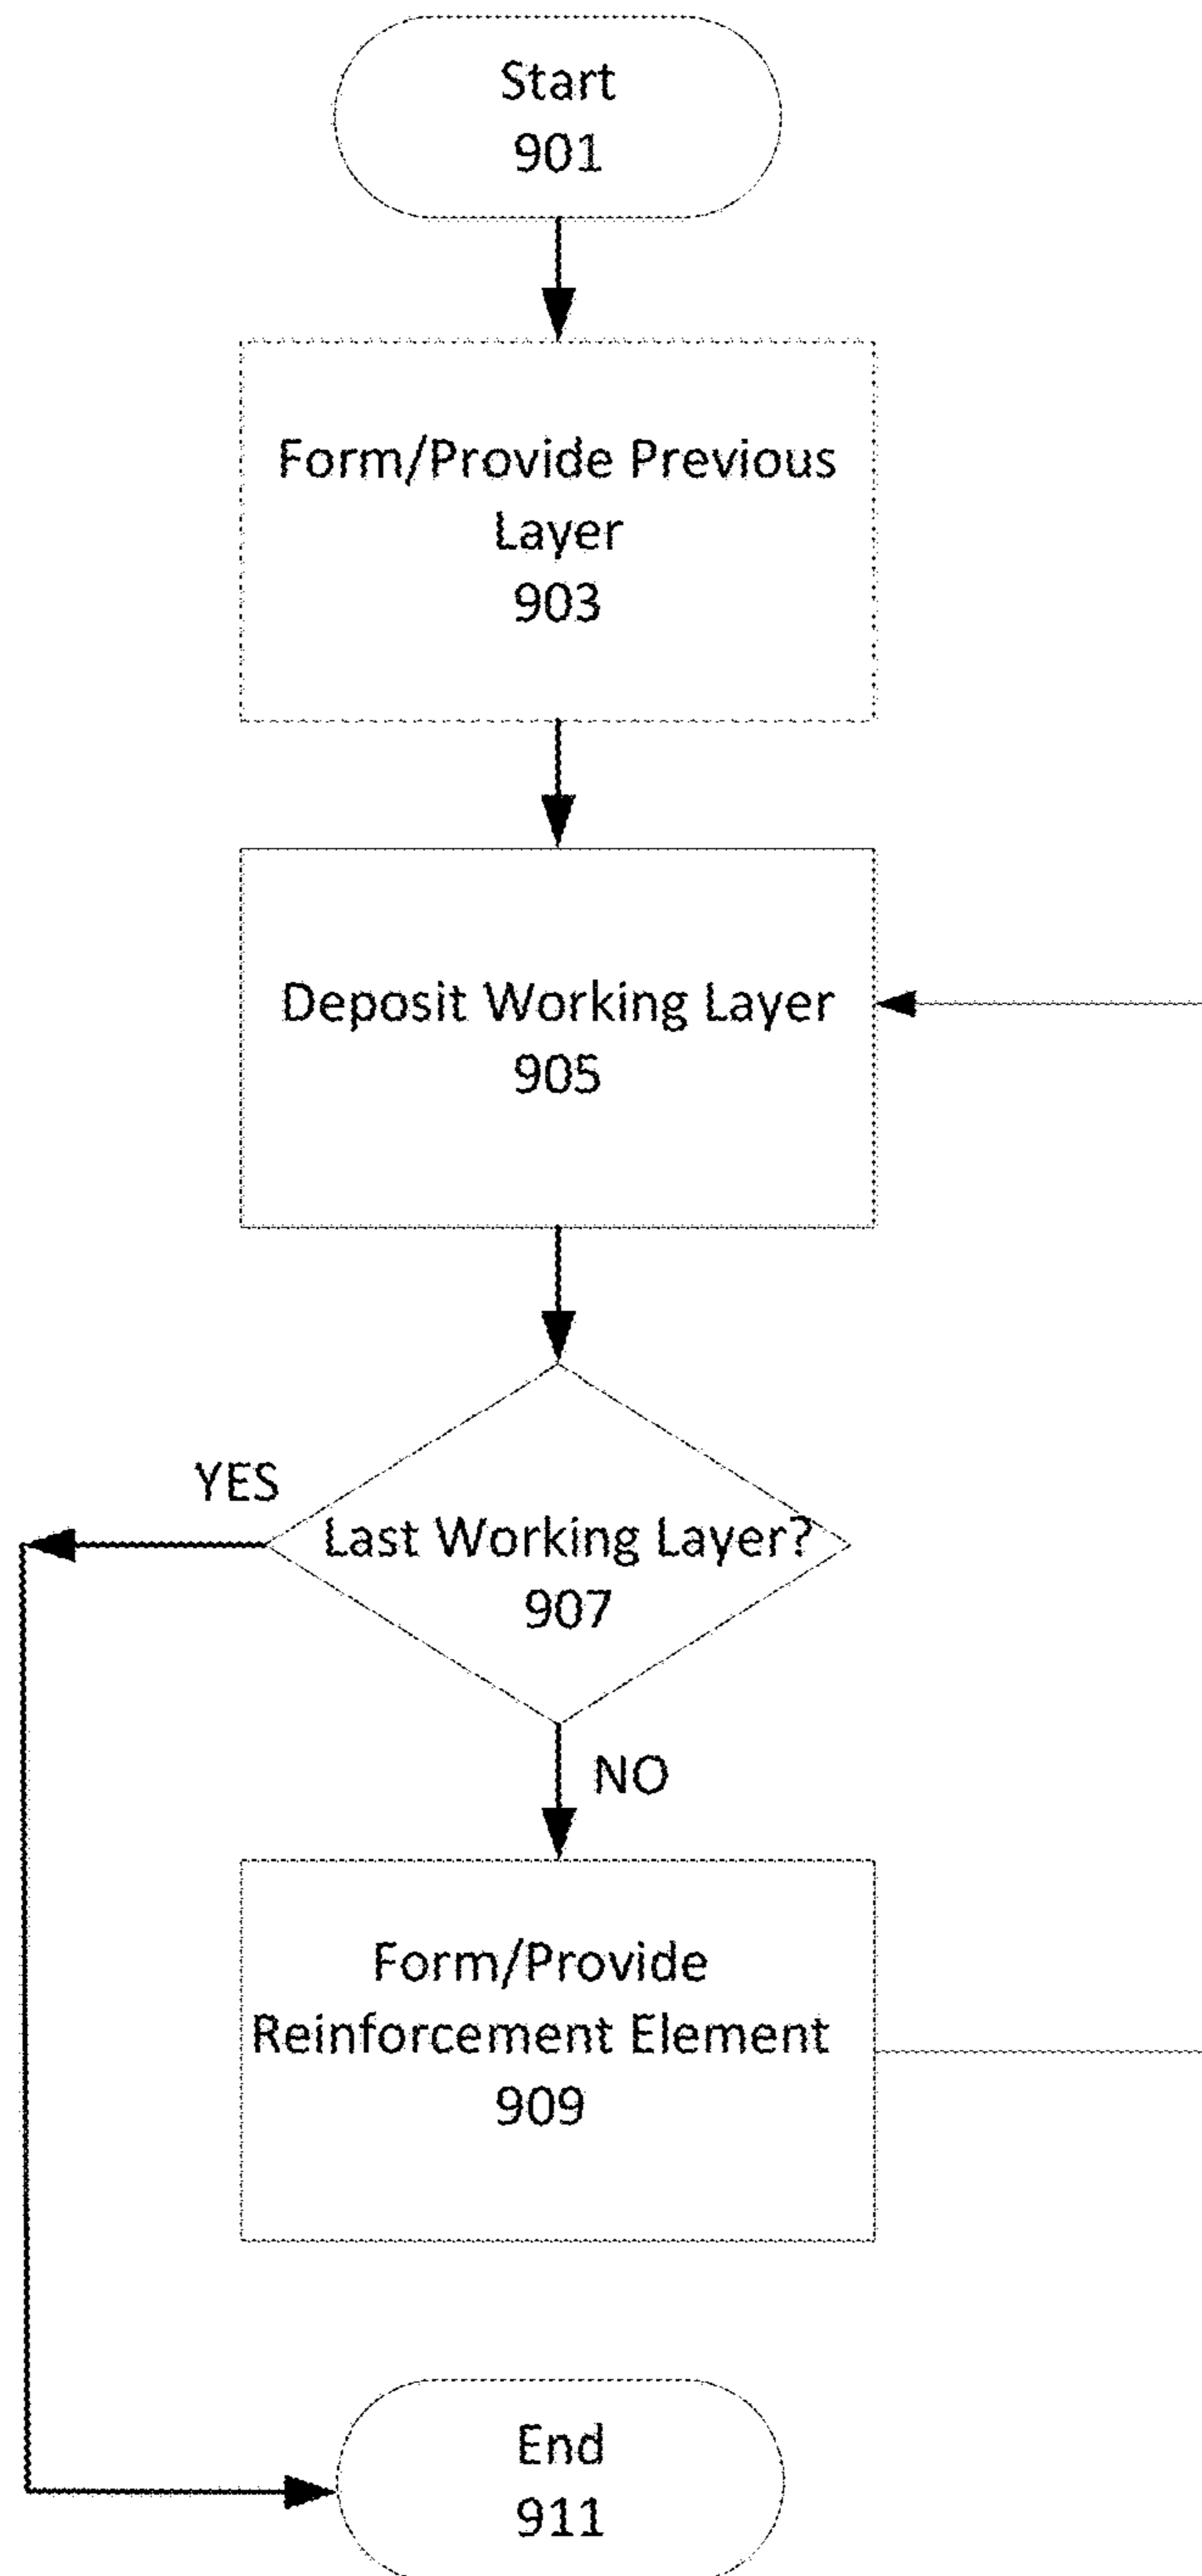 Start
901
Form/Provide Previous
Layer
903
Deposit Working Layer
905
YES
Last Working Layer?
907
NO
Form/Provide
Reinforcement Element
909
End
911